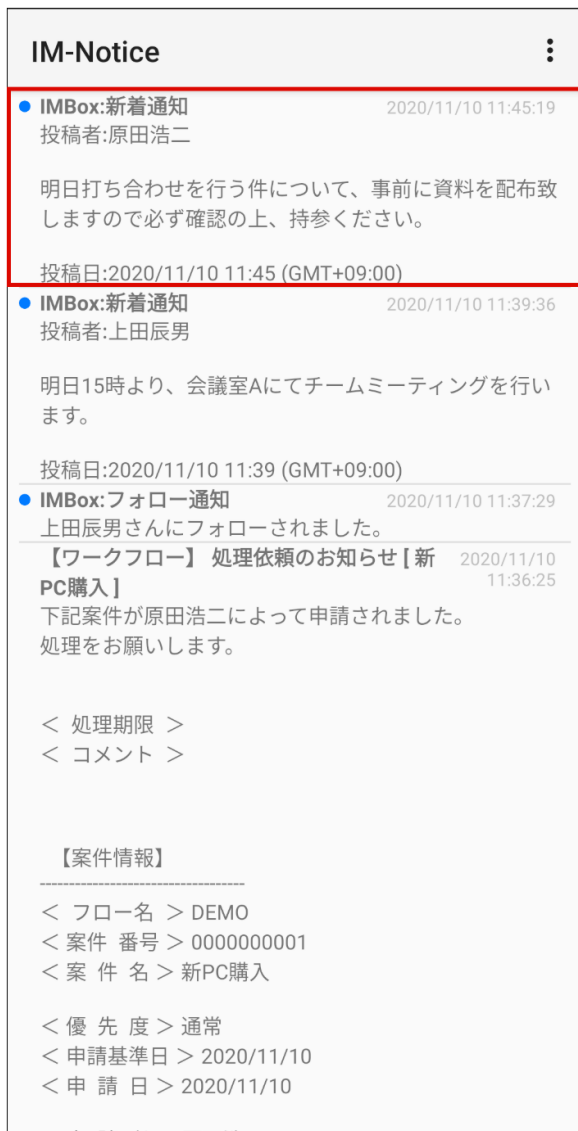 IM-Notice
IMBox:新着通知 2020/11/10 11:45:19
投稿者:原田浩二
明日打ち合わせを行う件について、事前に資料を配布致
しますので必ず確認の上、持参ください。
投稿日:2020/11/10 11:45 (GMT+09:00)
IMBox:新着通知 2020/11/10 11:39:36
投稿者:上田辰男
明日15時より、会議室Aにてチームミーティングを行い
ます。
投稿日:2020/11/10 11:39 (GMT+09:00)
IMBox:フォロー通知 2020/11/10 11:37:29
上田辰男さんにフォローされました。
【ワークフロー】 処理依頼のお知らせ [ 新 2020/11/10
PC購入 ] 11:36:25
下記案件が原田浩二によって申請されました。
処理をお願いします。
＜ 処理期限 ＞
＜ コメント ＞
【案件情報】
-----------------------------------
＜ フロー名 ＞ DEMO
＜ 案件 番号 ＞ 0000000001
＜ 案 件 名 ＞ 新PC購入
＜ 優 先 度 ＞ 通常
＜ 申請基準日 ＞ 2020/11/10
＜ 申 請 日 ＞ 2020/11/10